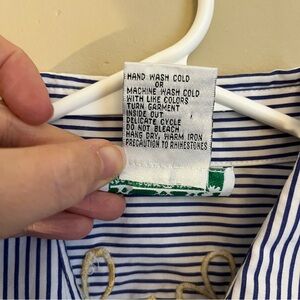 HAND WASH COLD
OR
MACHINE WASH COLD
WITH LIKE COLORS
TURN GARMENT
INSIDE OUT
DELICATE CYCLE
DO NOT BLEACH
HANG DRY, WARM IRON
PRECAUTION TO RHINESTONES